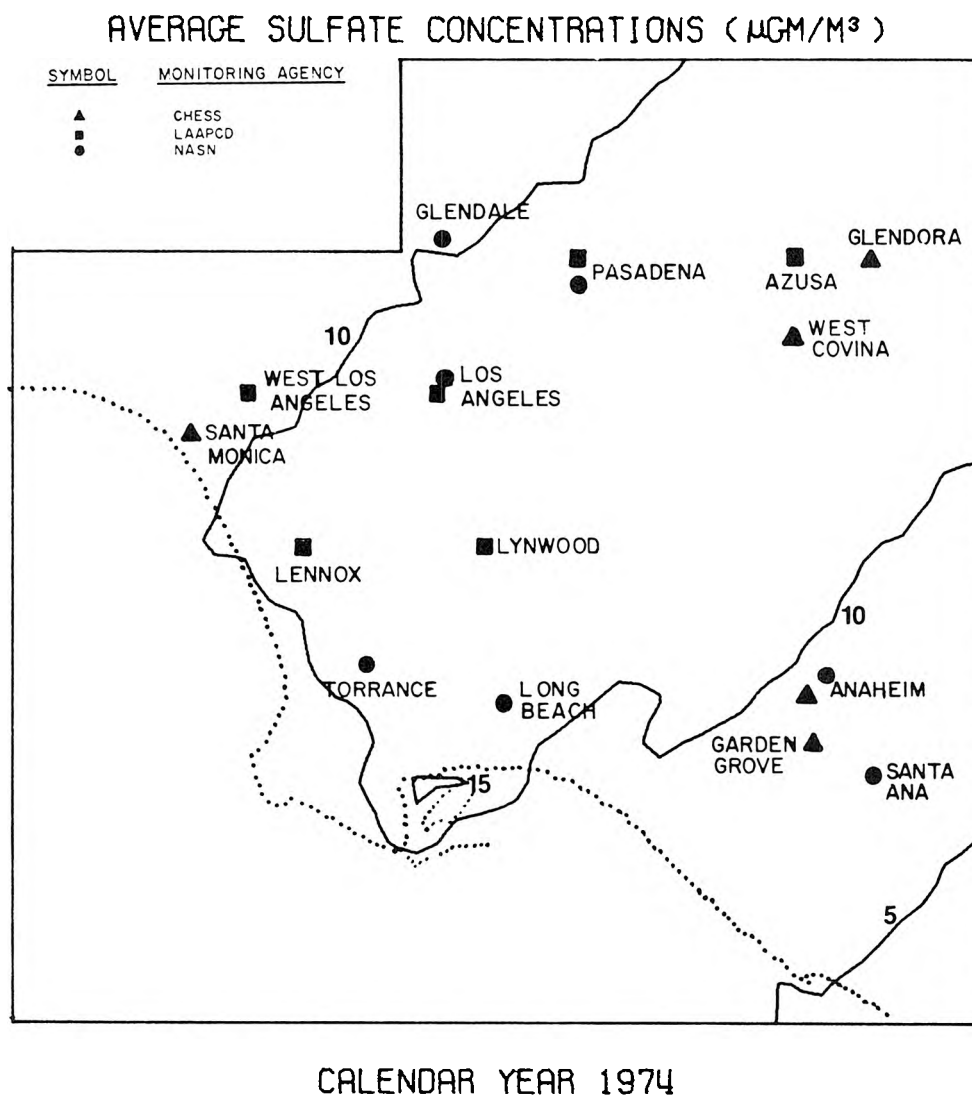 AVERAGE SULFATE CONCENTRATIONS (µGM/M³)
SYMBOL MONITORING AGENCY
▲ CHESS
■ LAAPCD
● NASN
GLENDALE
GLENDORA
PASADENA
AZUSA
WEST
COVINA
10
WEST LOS
ANGELES
LOS
ANGELES
SANTA
MONICA
LENNOX
LYNWOOD
10
TORRANCE
LONG
BEACH
ANAHEIM
GARDEN
GROVE
SANTA
ANA
15
5
CALENDAR YEAR 1974